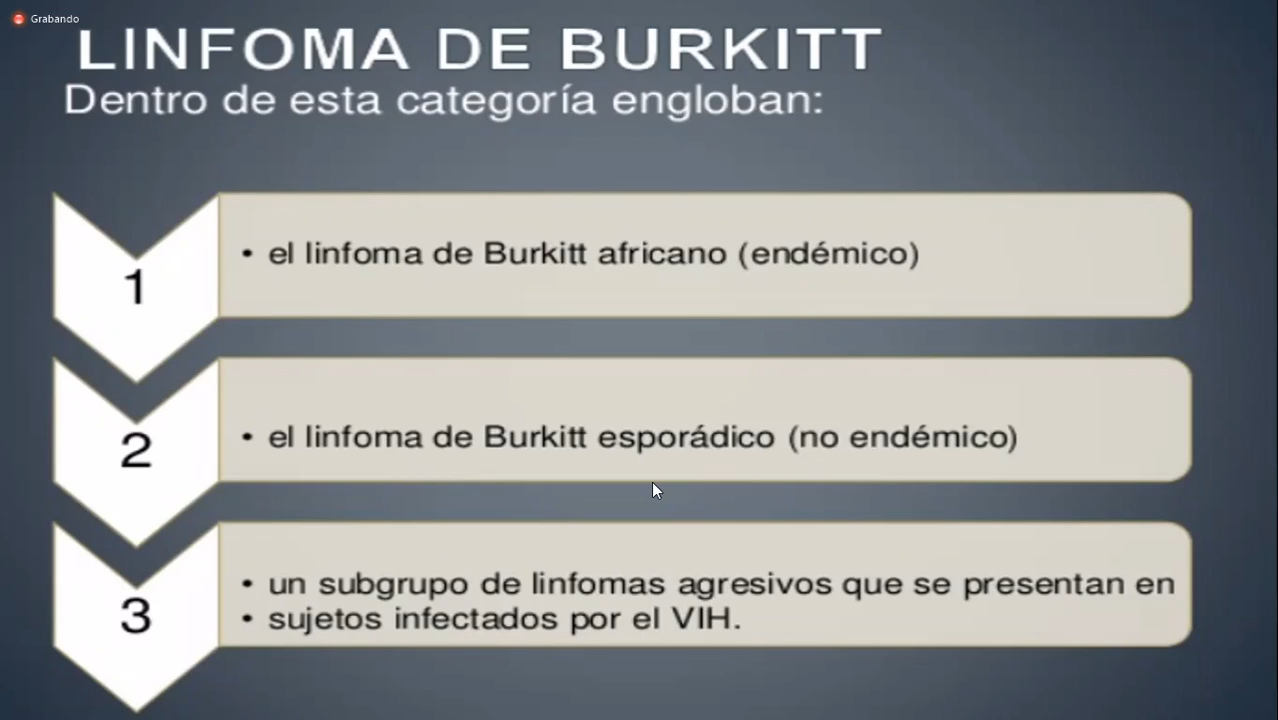 Grabando
LINFOMA DE BURKITT
Dentro de esta categoría engloban:
1
• el linfoma de Burkitt africano (endémico)
2
• el linfoma de Burkitt esporádico (no endémico)
3
• un subgrupo de linfomas agresivos que se presentan en
• sujetos infectados por el VIH.